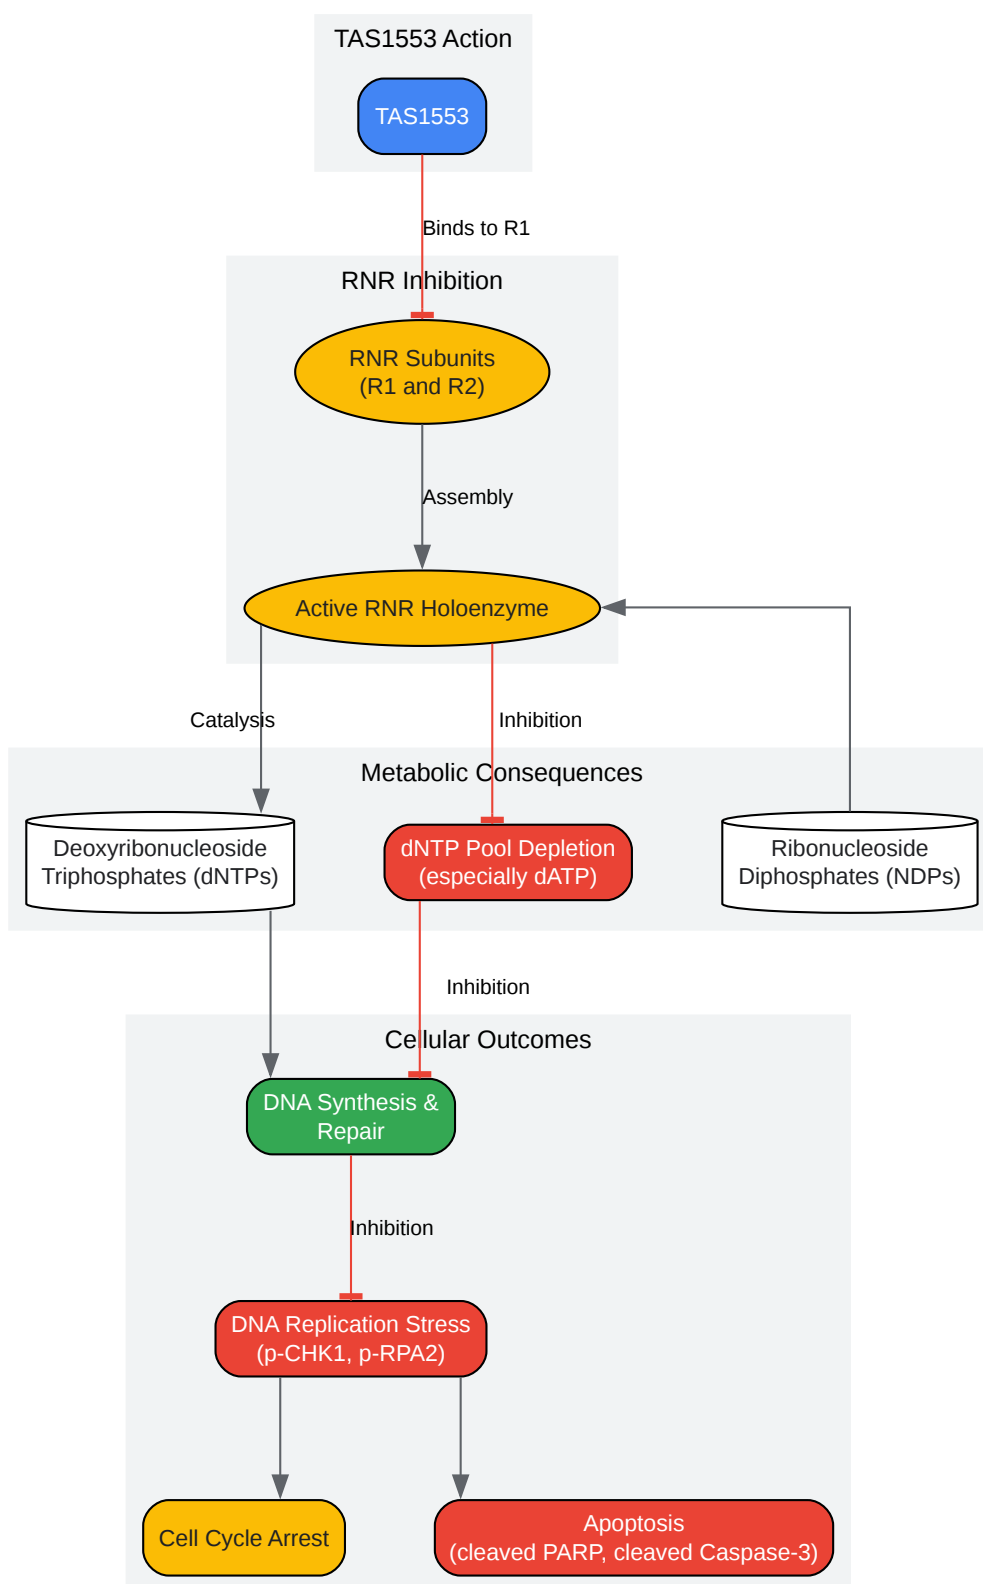 TAS1553 Action
TAS1553
Binds to R1
RNR Inhibition
RNR Subunits
(R1 and R2)
Assembly
Active RNR Holoenzyme
Catalysis
Inhibition
Metabolic Consequences
Deoxyribonucleoside
Triphosphates (dNTPs)
dNTP Pool Depletion
(especially dATP)
Ribonucleoside
Diphosphates (NDPs)
Inhibition
Cellular Outcomes
DNA Synthesis &
Repair
Inhibition
DNA Replication Stress
(p-CHK1, p-RPA2)
Cell Cycle Arrest
Apoptosis
(cleaved PARP, cleaved Caspase-3)